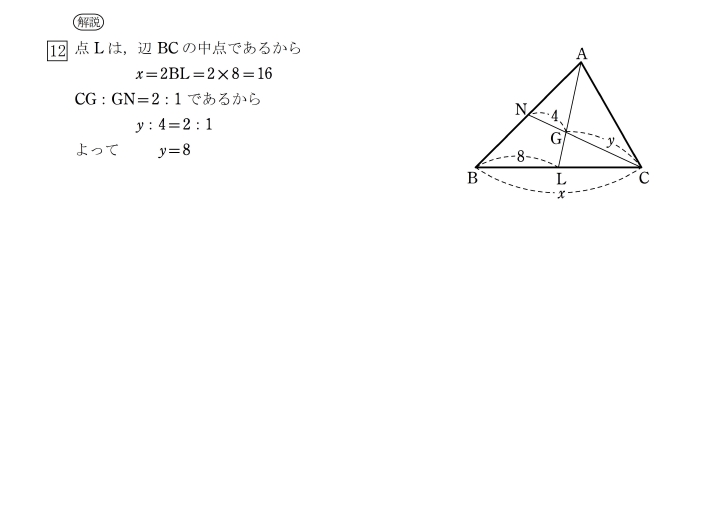 解説
12 点 L は，辺 BC の中点であるから
x＝2BL＝2×8＝16
CG：GN＝2：1 であるから
y：4＝2：1
よって y＝8
A
N
4
G
y
8
B
L
C
x